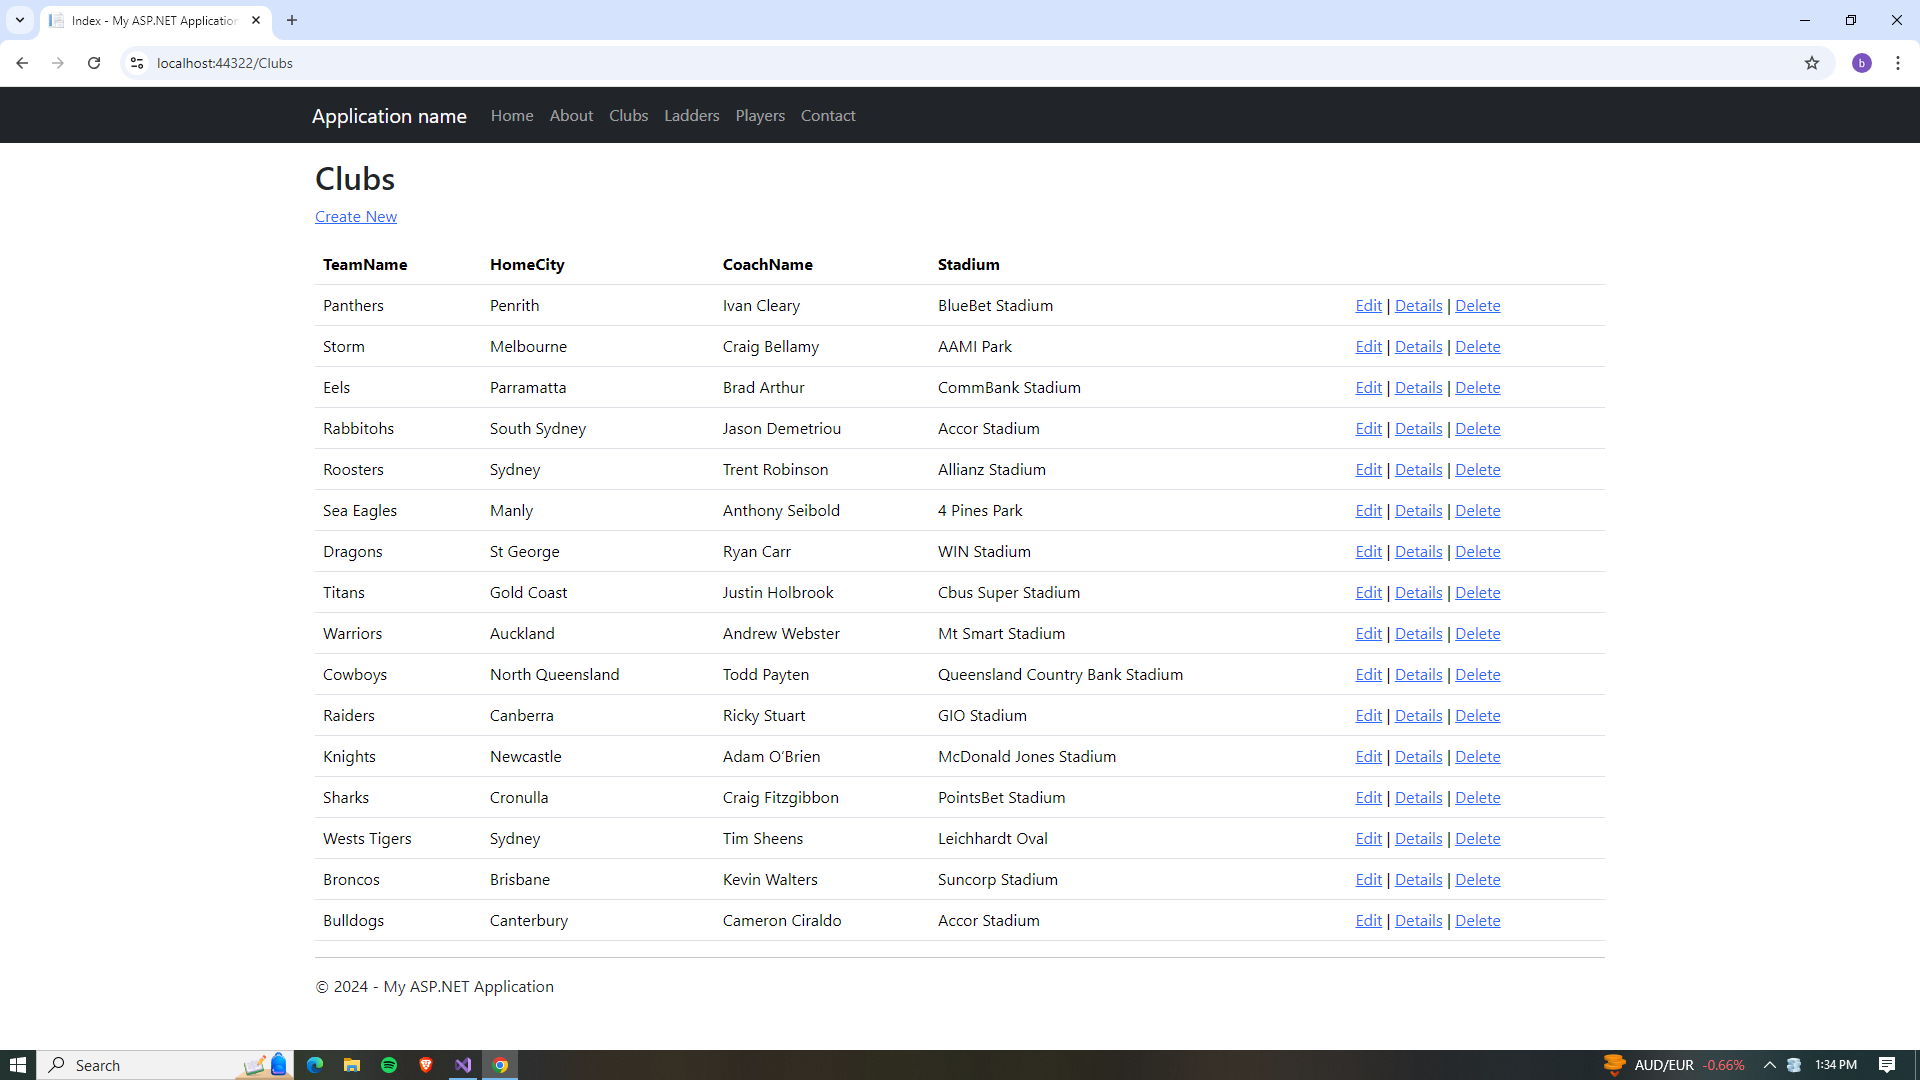 Index - My ASP.NET Application
localhost:44322/Clubs
b
Application name Home About Clubs Ladders Players Contact
Clubs
Create New
TeamName HomeCity CoachName Stadium
Panthers Penrith Ivan Cleary BlueBet Stadium Edit | Details | Delete
Storm Melbourne Craig Bellamy AAMI Park Edit | Details | Delete
Eels Parramatta Brad Arthur CommBank Stadium Edit | Details | Delete
Rabbitohs South Sydney Jason Demetriou Accor Stadium Edit | Details | Delete
Roosters Sydney Trent Robinson Allianz Stadium Edit | Details | Delete
Sea Eagles Manly Anthony Seibold 4 Pines Park Edit | Details | Delete
Dragons St George Ryan Carr WIN Stadium Edit | Details | Delete
Titans Gold Coast Justin Holbrook Cbus Super Stadium Edit | Details | Delete
Warriors Auckland Andrew Webster Mt Smart Stadium Edit | Details | Delete
Cowboys North Queensland Todd Payten Queensland Country Bank Stadium Edit | Details | Delete
Raiders Canberra Ricky Stuart GIO Stadium Edit | Details | Delete
Knights Newcastle Adam O’Brien McDonald Jones Stadium Edit | Details | Delete
Sharks Cronulla Craig Fitzgibbon PointsBet Stadium Edit | Details | Delete
Wests Tigers Sydney Tim Sheens Leichhardt Oval Edit | Details | Delete
Broncos Brisbane Kevin Walters Suncorp Stadium Edit | Details | Delete
Bulldogs Canterbury Cameron Ciraldo Accor Stadium Edit | Details | Delete
© 2024 - My ASP.NET Application
Search AUD/EUR -0.66% 1:34 PM